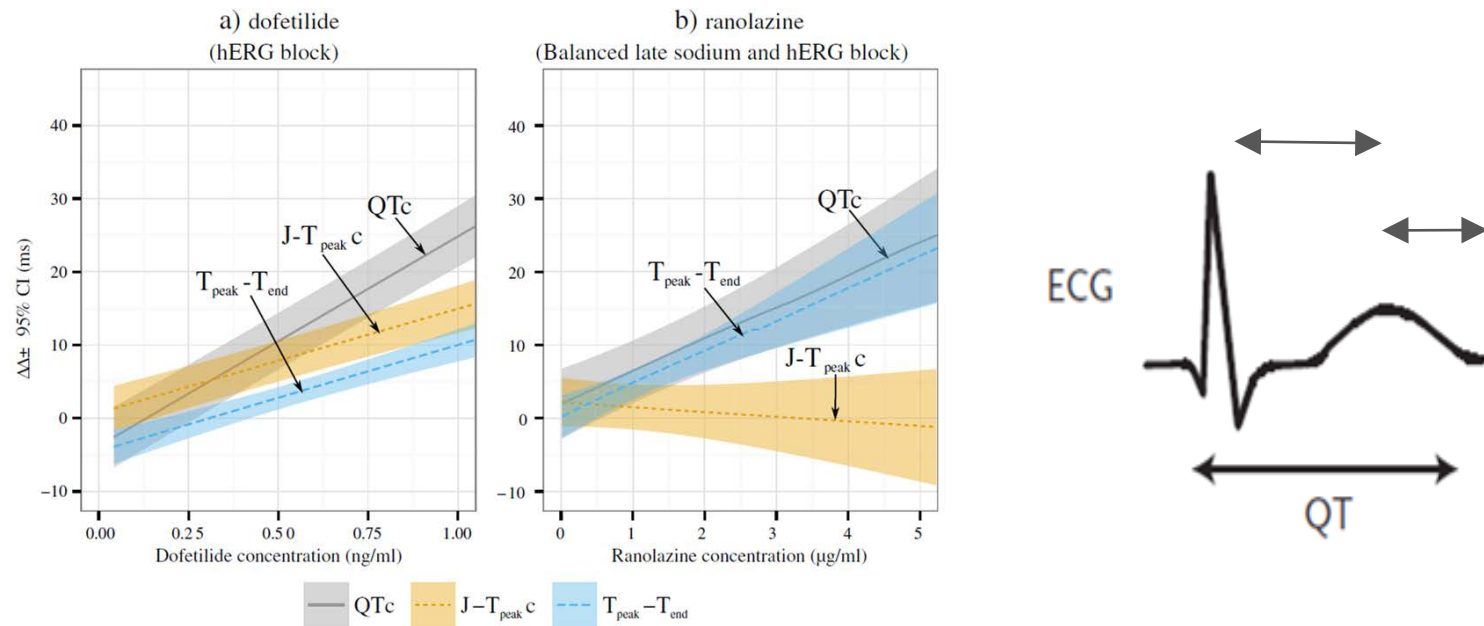 a) dofetilide
(hERG block)
b) ranolazine
(Balanced late sodium and hERG block)
ΔΔ± 95% CI (ms)
40
30
20
10
0
−10
QTc
J-Tpeak c
Tpeak-Tend
0.00
0.25
0.50
0.75
1.00
Dofetilide concentration (ng/ml)
40
30
20
10
0
−10
QTc
Tpeak-Tend
J-Tpeak c
0
1
2
3
4
5
Ranolazine concentration (μg/ml)
QTc
J−Tpeak c
Tpeak−Tend
ECG
QT